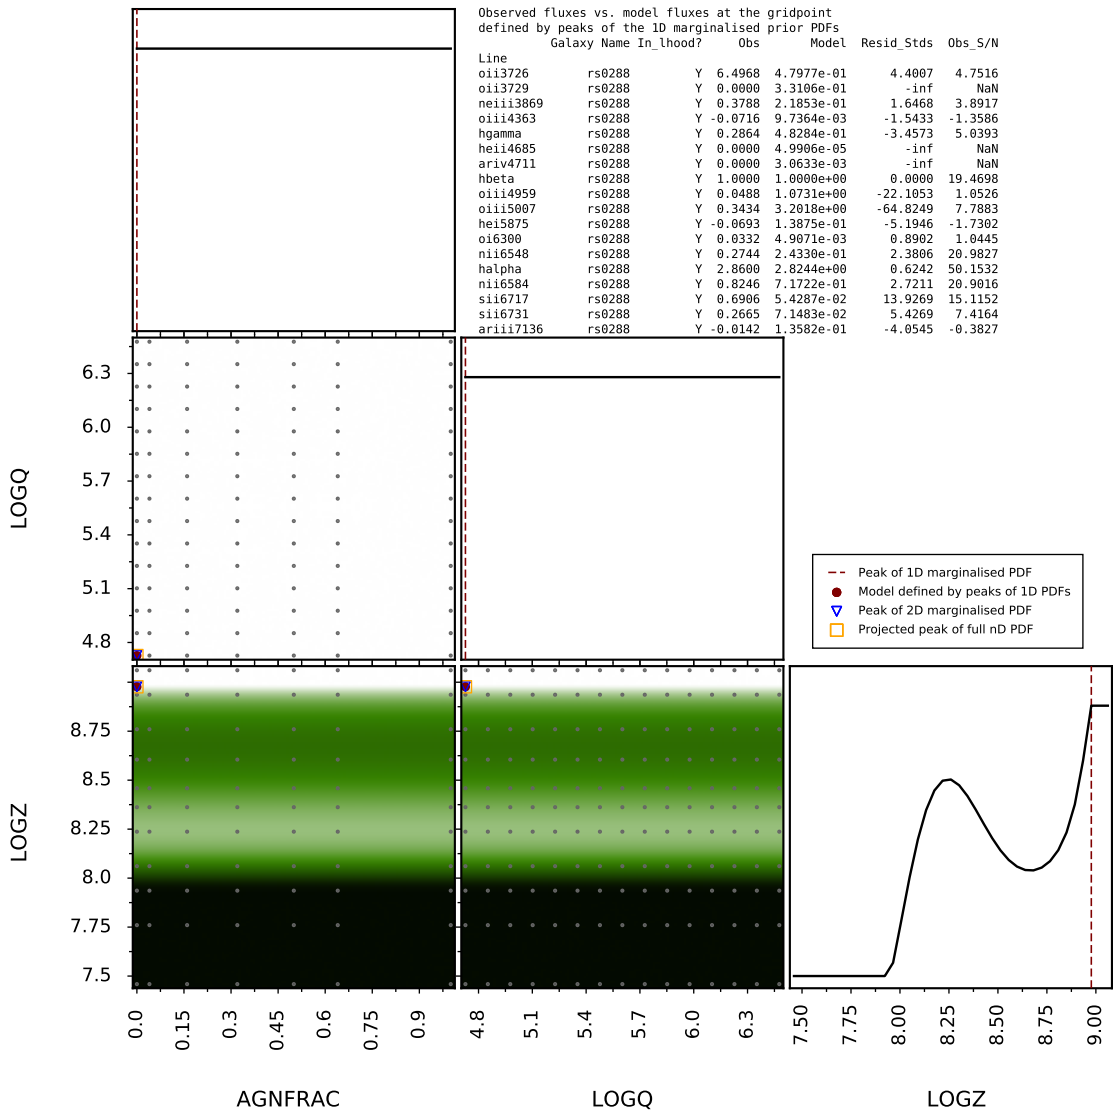 Observed fluxes vs. model fluxes at the gridpoint
defined by peaks of the 1D marginalised prior PDFs
Galaxy Name In_lhood? Obs Model Resid_Stds Obs_S/N
Line
oii3726 rs0288 Y 6.4968 4.7977e-01 4.4007 4.7516
oii3729 rs0288 Y 0.0000 3.3106e-01 -inf NaN
neiii3869 rs0288 Y 0.3788 2.1853e-01 1.6468 3.8917
oiii4363 rs0288 Y -0.0716 9.7364e-03 -1.5433 -1.3586
hgamma rs0288 Y 0.2864 4.8284e-01 -3.4573 5.0393
heii4685 rs0288 Y 0.0000 4.9906e-05 -inf NaN
ariv4711 rs0288 Y 0.0000 3.0633e-03 -inf NaN
hbeta rs0288 Y 1.0000 1.0000e+00 0.0000 19.4698
oiii4959 rs0288 Y 0.0488 1.0731e+00 -22.1053 1.0526
oiii5007 rs0288 Y 0.3434 3.2018e+00 -64.8249 7.7883
hei5875 rs0288 Y -0.0693 1.3875e-01 -5.1946 -1.7302
oi6300 rs0288 Y 0.0332 4.9071e-03 0.8902 1.0445
nii6548 rs0288 Y 0.2744 2.4330e-01 2.3806 20.9827
halpha rs0288 Y 2.8600 2.8244e+00 0.6242 50.1532
nii6584 rs0288 Y 0.8246 7.1722e-01 2.7211 20.9016
sii6717 rs0288 Y 0.6906 5.4287e-02 13.9269 15.1152
sii6731 rs0288 Y 0.2665 7.1483e-02 5.4269 7.4164
ariii7136 rs0288 Y -0.0142 1.3582e-01 -4.0545 -0.3827
LOGQ
6.3
6.0
5.7
5.4
5.1
4.8
Peak of 1D marginalised PDF
Model defined by peaks of 1D PDFs
Peak of 2D marginalised PDF
Projected peak of full nD PDF
LOGZ
8.75
8.5
8.25
8.0
7.75
7.5
0.0 0.15 0.3 0.45 0.6 0.75 0.9
4.8 5.1 5.4 5.7 6.0 6.3
7.50 7.75 8.00 8.25 8.50 8.75 9.00
AGNFRAC LOGQ LOGZ